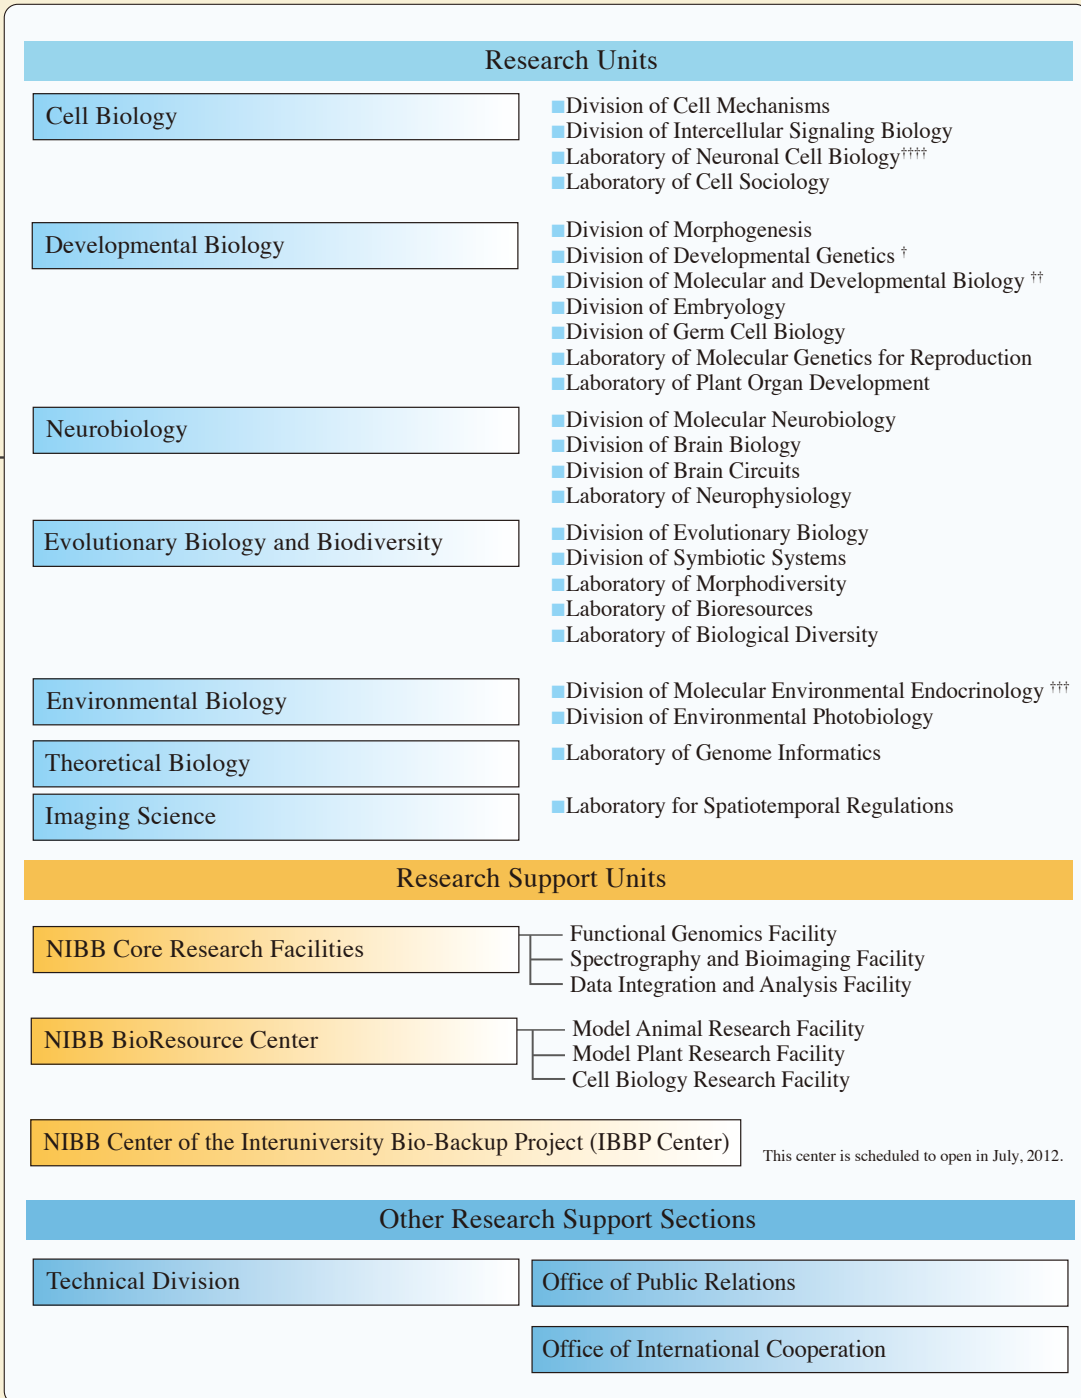 Research Units
Cell Biology
Division of Cell Mechanisms
Division of Intercellular Signaling Biology
Laboratory of Neuronal Cell Biology††††
Laboratory of Cell Sociology
Developmental Biology
Division of Morphogenesis
Division of Developmental Genetics †
Division of Molecular and Developmental Biology ††
Division of Embryology
Division of Germ Cell Biology
Laboratory of Molecular Genetics for Reproduction
Laboratory of Plant Organ Development
Neurobiology
Division of Molecular Neurobiology
Division of Brain Biology
Division of Brain Circuits
Laboratory of Neurophysiology
Evolutionary Biology and Biodiversity
Division of Evolutionary Biology
Division of Symbiotic Systems
Laboratory of Morphodiversity
Laboratory of Bioresources
Laboratory of Biological Diversity
Environmental Biology
Division of Molecular Environmental Endocrinology †††
Division of Environmental Photobiology
Theoretical Biology
Laboratory of Genome Informatics
Imaging Science
Laboratory for Spatiotemporal Regulations
Research Support Units
NIBB Core Research Facilities
Functional Genomics Facility
Spectrography and Bioimaging Facility
Data Integration and Analysis Facility
NIBB BioResource Center
Model Animal Research Facility
Model Plant Research Facility
Cell Biology Research Facility
NIBB Center of the Interuniversity Bio-Backup Project (IBBP Center)
This center is scheduled to open in July, 2012.
Other Research Support Sections
Technical Division
Office of Public Relations
Office of International Cooperation